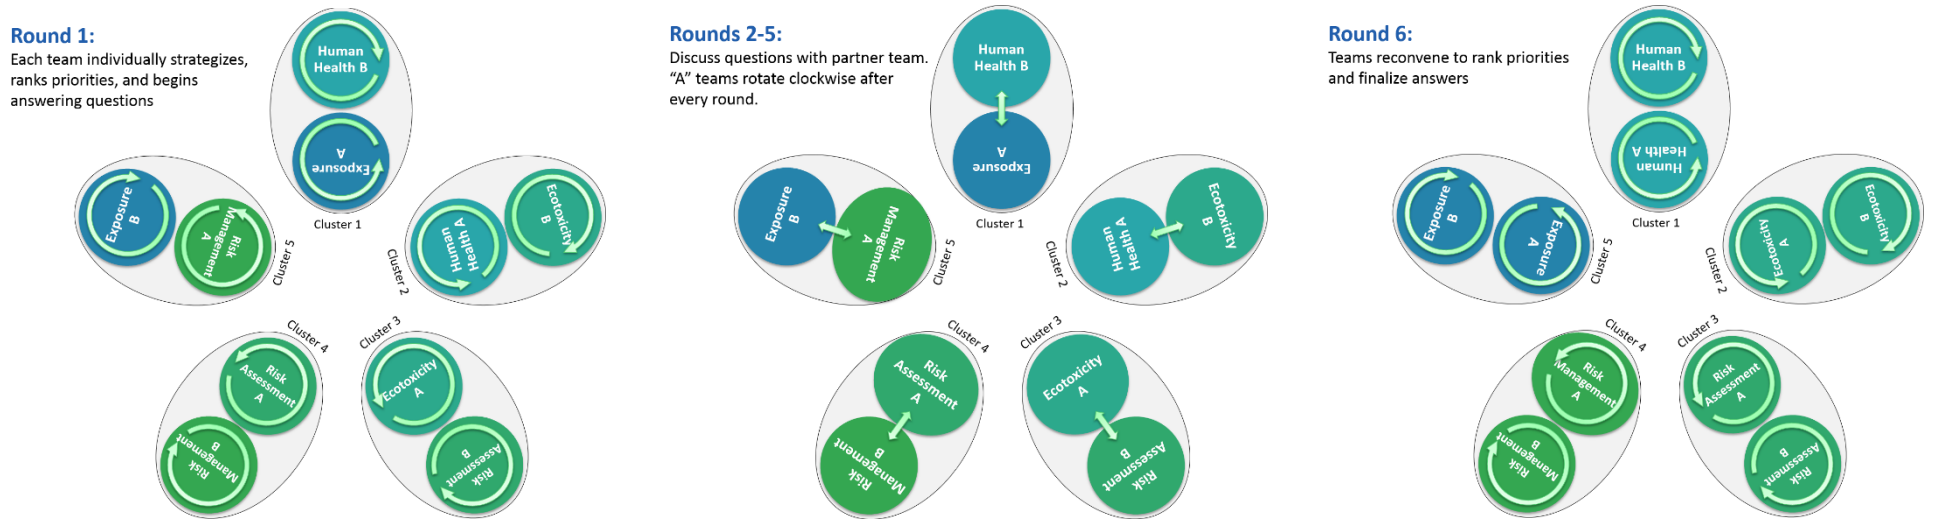 Round 1:
Each team individually strategizes,
ranks priorities, and begins
answering questions
Human
Health B
Exposure
A
Cluster 1
Exposure
B
Risk
Management
A
Cluster 5
Human
Health A
Ecotoxicity
B
Cluster 2
Cluster 4
Risk
Assessment
A
Risk
Management
B
Cluster 3
Ecotoxicity
A
Risk
Assessment
B
Rounds 2-5:
Discuss questions with partner team.
“A” teams rotate clockwise after
every round.
Human
Health B
Exposure
A
Cluster 1
Exposure
B
Risk
Management
A
Cluster 5
Human
Health A
Ecotoxicity
B
Cluster 2
Cluster 4
Risk
Assessment
A
Risk
Management
B
Cluster 3
Ecotoxicity
A
Risk
Assessment
B
Round 6:
Teams reconvene to rank priorities
and finalize answers
Human
Health B
Human
Health A
Cluster 1
Exposure
B
Exposure
A
Cluster 5
Ecotoxicity
A
Ecotoxicity
B
Cluster 2
Cluster 4
Risk
Management
A
Risk
Management
B
Cluster 3
Risk
Assessment
A
Risk
Assessment
B